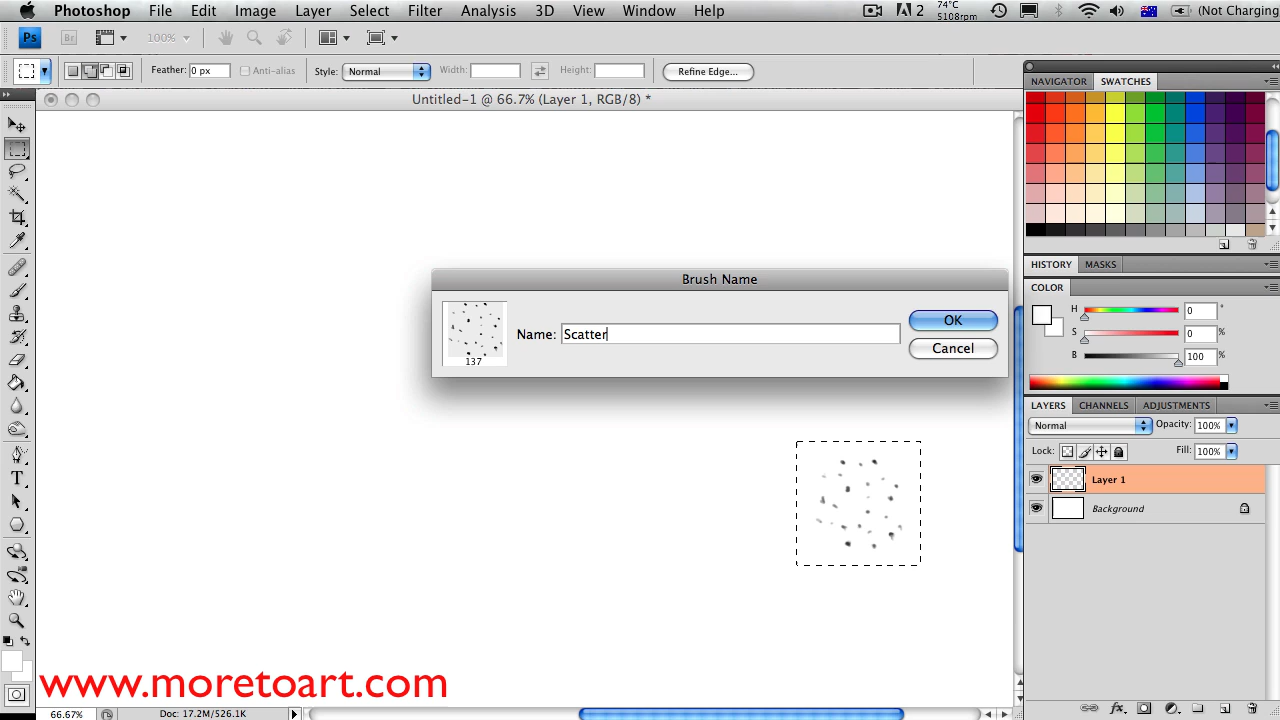 Photoshop File Edit Image Layer Select Filter Analysis 3D View Window Help
2 74°C 5108rpm (Not Charging
Ps Br 100%
Feather: 0 px Anti-alias Style: Normal Width: Height: Refine Edge...
Untitled-1 @ 66.7% (Layer 1, RGB/8) *
NAVIGATOR SWATCHES
HISTORY MASKS
COLOR
H 0 °
S 0 %
B 100 %
LAYERS CHANNELS ADJUSTMENTS
Normal Opacity: 100%
Lock: Fill: 100%
Layer 1
Background
Brush Name
137
Name: Scatter
OK
Cancel
T
www.moretoart.com
66.67% Doc: 17.2M/526.1K
fx